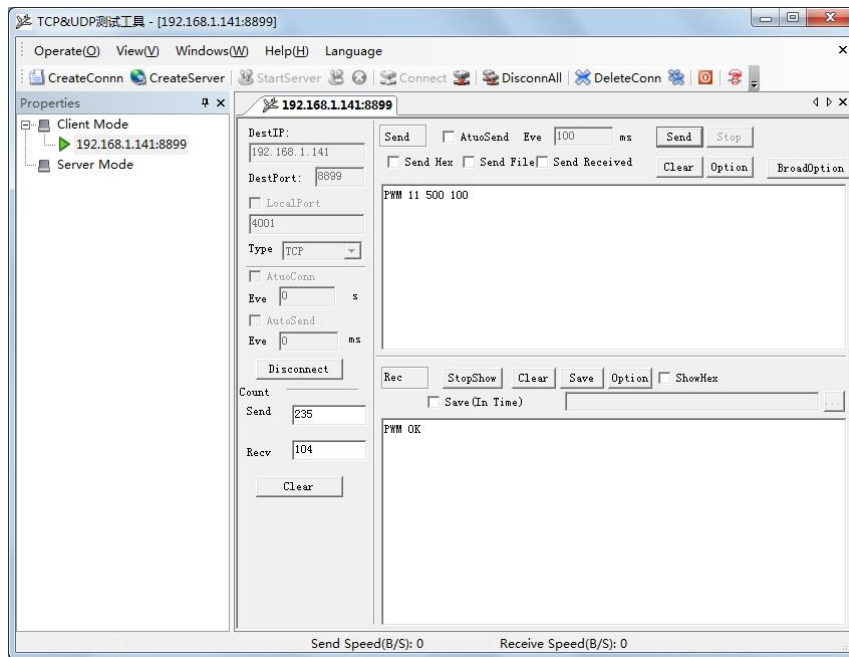 TCP&UDP测试工具 - [192.168.1.141:8899]
Operate(O) View(V) Windows(W) Help(H) Language
CreateConnn CreateServer StartServer Connect DisconnAll DeleteConn
Properties
Client Mode
192.168.1.141:8899
Server Mode
192.168.1.141:8899
DestIP:
192.168.1.141
DestPort: 8899
LocalPort
4001
Type TCP
AtuoConn
Eve 0 s
AutoSend
Eve 0 ms
Disconnect
Count
Send 235
Recv 104
Clear
Send AtuoSend Eve 100 ms Send Stop
Send Hex Send File Send Received Clear Option BroadOption
PWM 11 500 100
Rec StopShow Clear Save Option ShowHex
Save(In Time) ...
PWM OK
Send Speed(B/S): 0 Receive Speed(B/S): 0